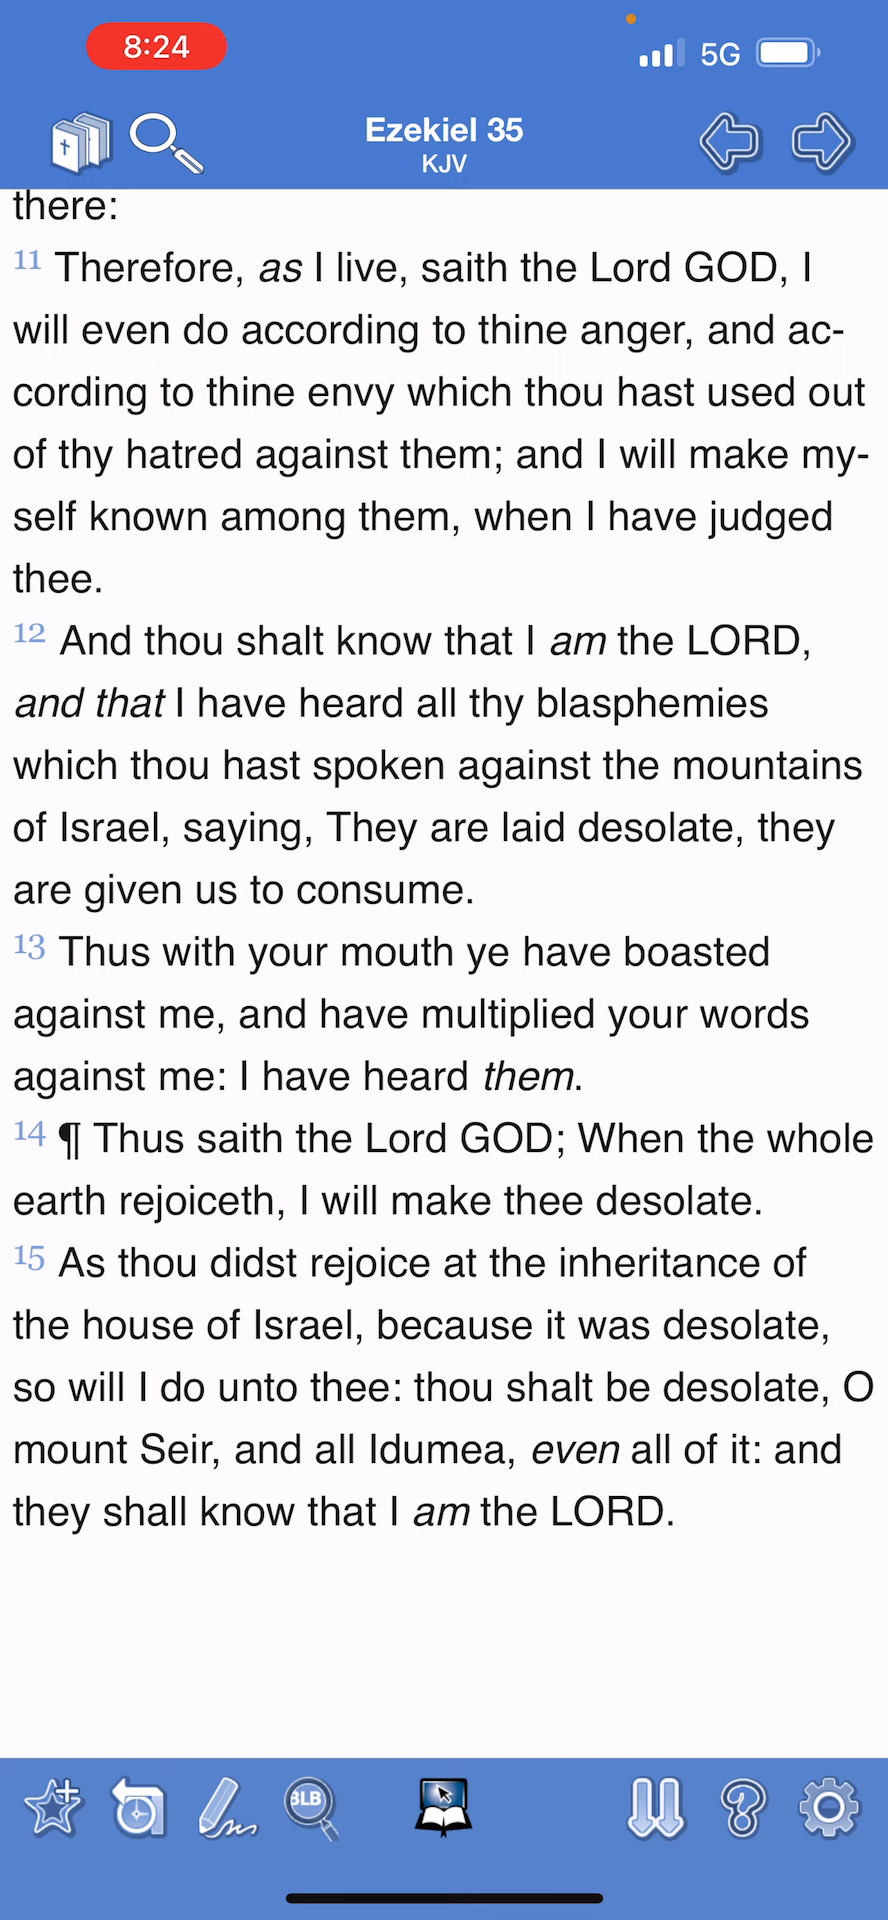 8:24
5G
Ezekiel 35
KJV
there:
11 Therefore, as I live, saith the Lord GOD, I
will even do according to thine anger, and ac-
cording to thine envy which thou hast used out
of thy hatred against them; and I will make my-
self known among them, when I have judged
thee.
12 And thou shalt know that I am the LORD,
and that I have heard all thy blasphemies
which thou hast spoken against the mountains
of Israel, saying, They are laid desolate, they
are given us to consume.
13 Thus with your mouth ye have boasted
against me, and have multiplied your words
against me: I have heard them.
14 ¶ Thus saith the Lord GOD; When the whole
earth rejoiceth, I will make thee desolate.
15 As thou didst rejoice at the inheritance of
the house of Israel, because it was desolate,
so will I do unto thee: thou shalt be desolate, O
mount Seir, and all Idumea, even all of it: and
they shall know that I am the LORD.
BLB